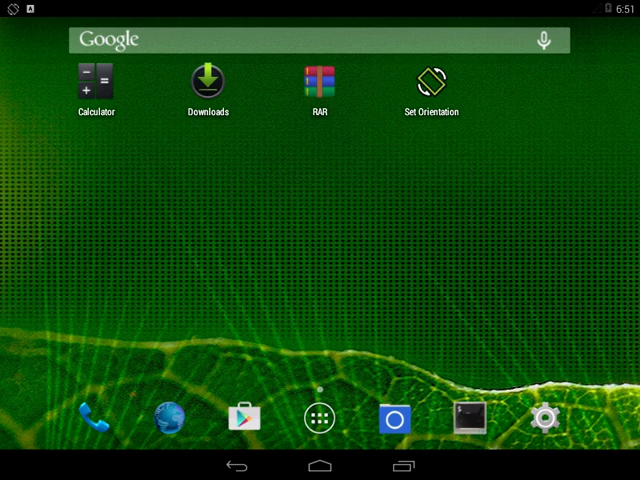 A
6:51
Google
Calculator
Downloads
RAR
Set Orientation
$